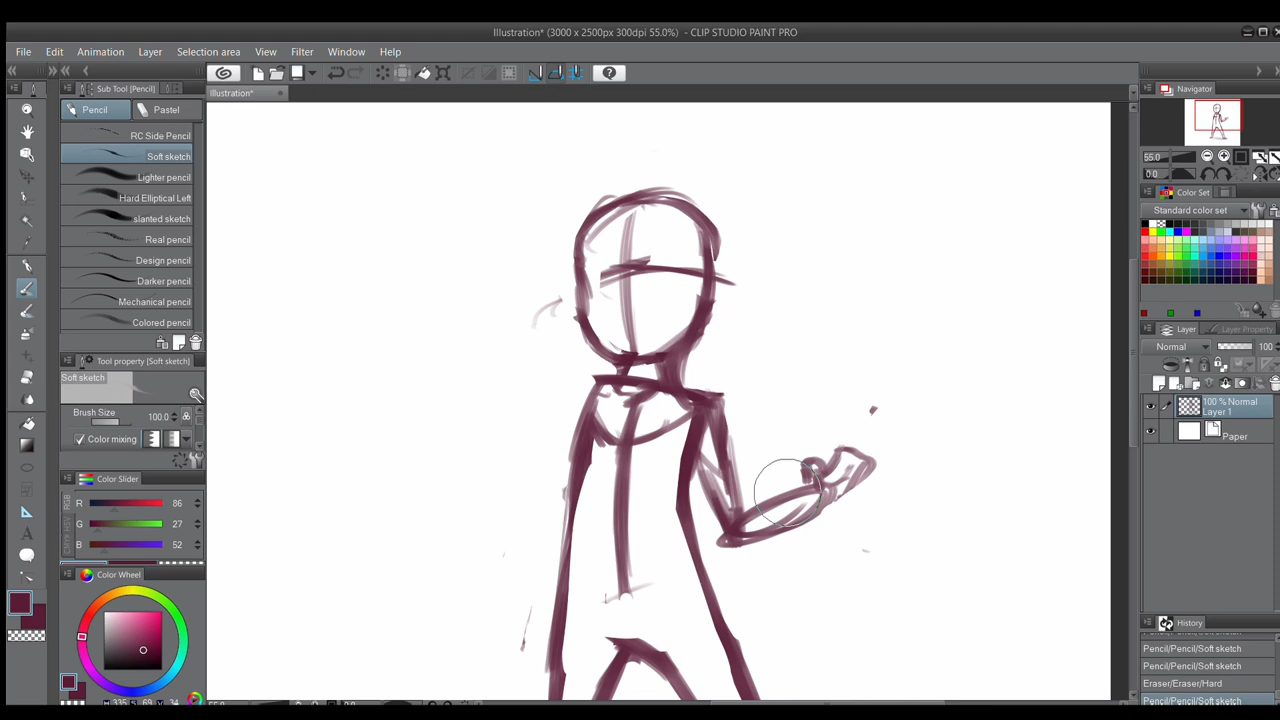 Illustration* (3000 x 2500px 300dpi 55.0%) - CLIP STUDIO PAINT PRO
File Edit Animation Layer Selection area View Filter Window Help
Sub Tool [Pencil]
Illustration*
Navigator
Pencil Pastel
RC Side Pencil
Soft sketch
Lighter pencil
Hard Elliptical Left
slanted sketch
Real pencil
Design pencil
Darker pencil
Mechanical pencil
Colored pencil
Tool property [Soft sketch]
Soft sketch
Brush Size 100.0
Color mixing
Color Slider
RGB
R 86
G 27
B 52
Color Wheel
335 69 34
55.0
0.0
Color Set
Standard color set
Layer Layer Property
Normal 100
100 % Normal
Layer 1
Paper
History
Pencil/Pencil/Soft sketch
Pencil/Pencil/Soft sketch
Eraser/Eraser/Hard
Pencil/Pencil/Soft sketch